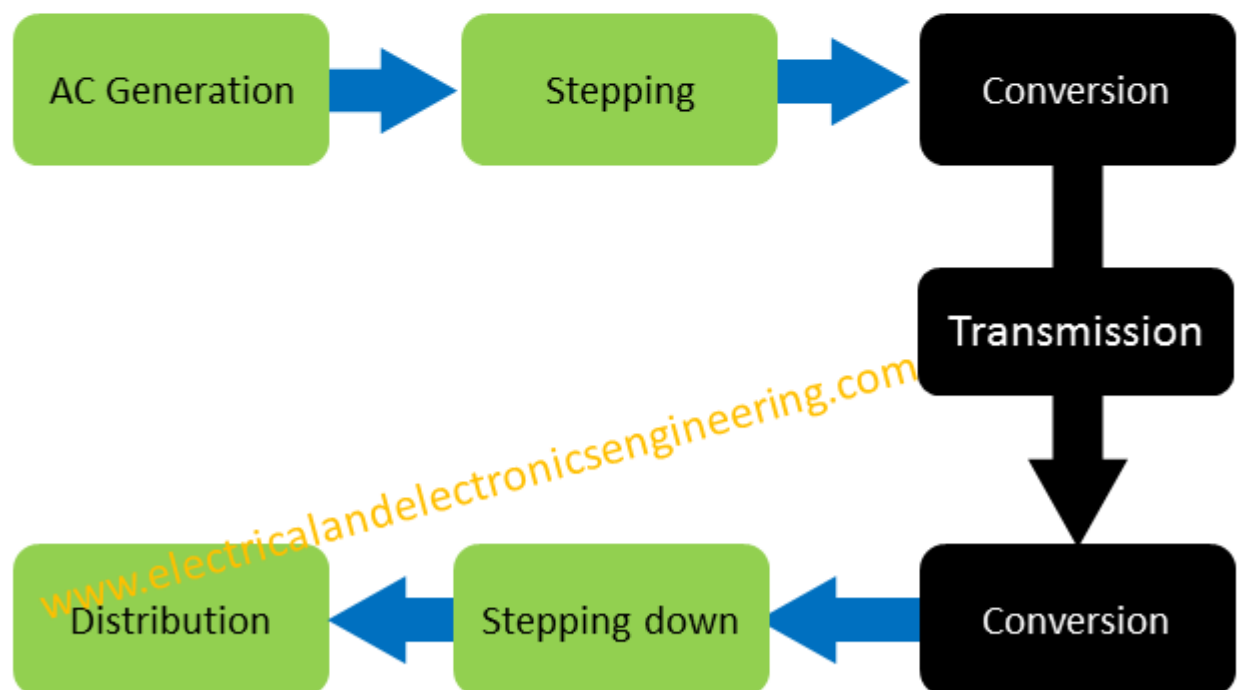 AC Generation
Stepping
Conversion
Transmission
www.electricalandelectronicsengineering.com
Distribution
Stepping down
Conversion